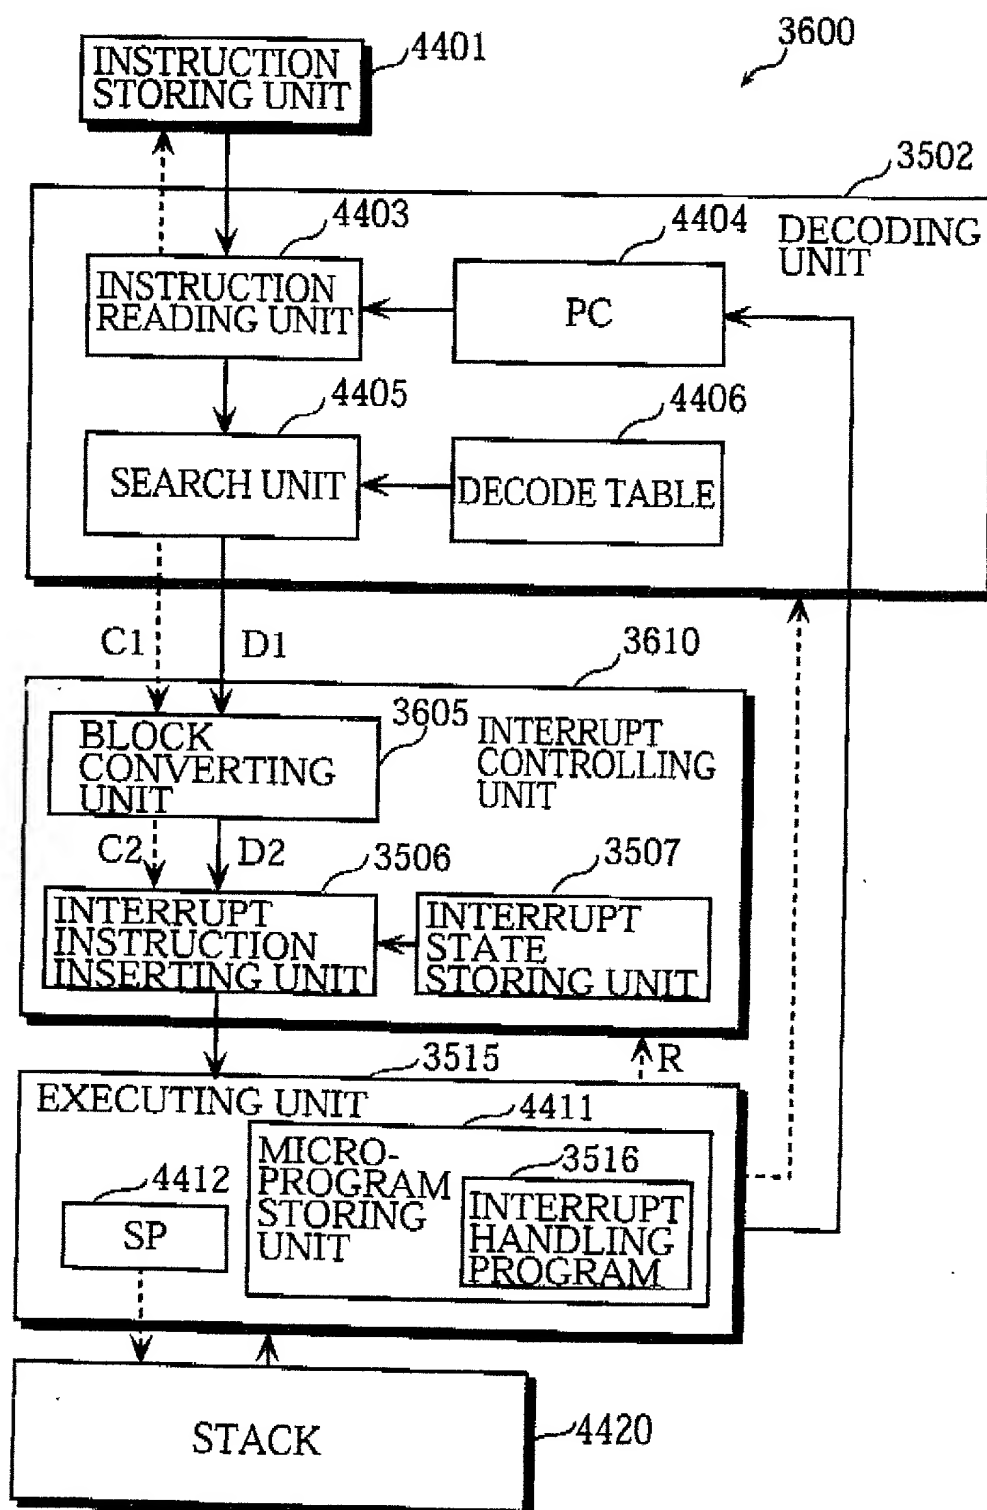 3600
INSTRUCTION
STORING UNIT
4401
3502
DECODING
UNIT
4403
INSTRUCTION
READING UNIT
4404
PC
4405
SEARCH UNIT
4406
DECODE TABLE
C1
D1
3610
INTERRUPT
CONTROLLING
UNIT
3605
BLOCK
CONVERTING
UNIT
C2
D2
3506
INTERRUPT
INSTRUCTION
INSERTING UNIT
3507
INTERRUPT
STATE
STORING UNIT
R
3515
EXECUTING UNIT
4411
MICRO-
PROGRAM
STORING
UNIT
3516
INTERRUPT
HANDLING
PROGRAM
4412
SP
STACK
4420